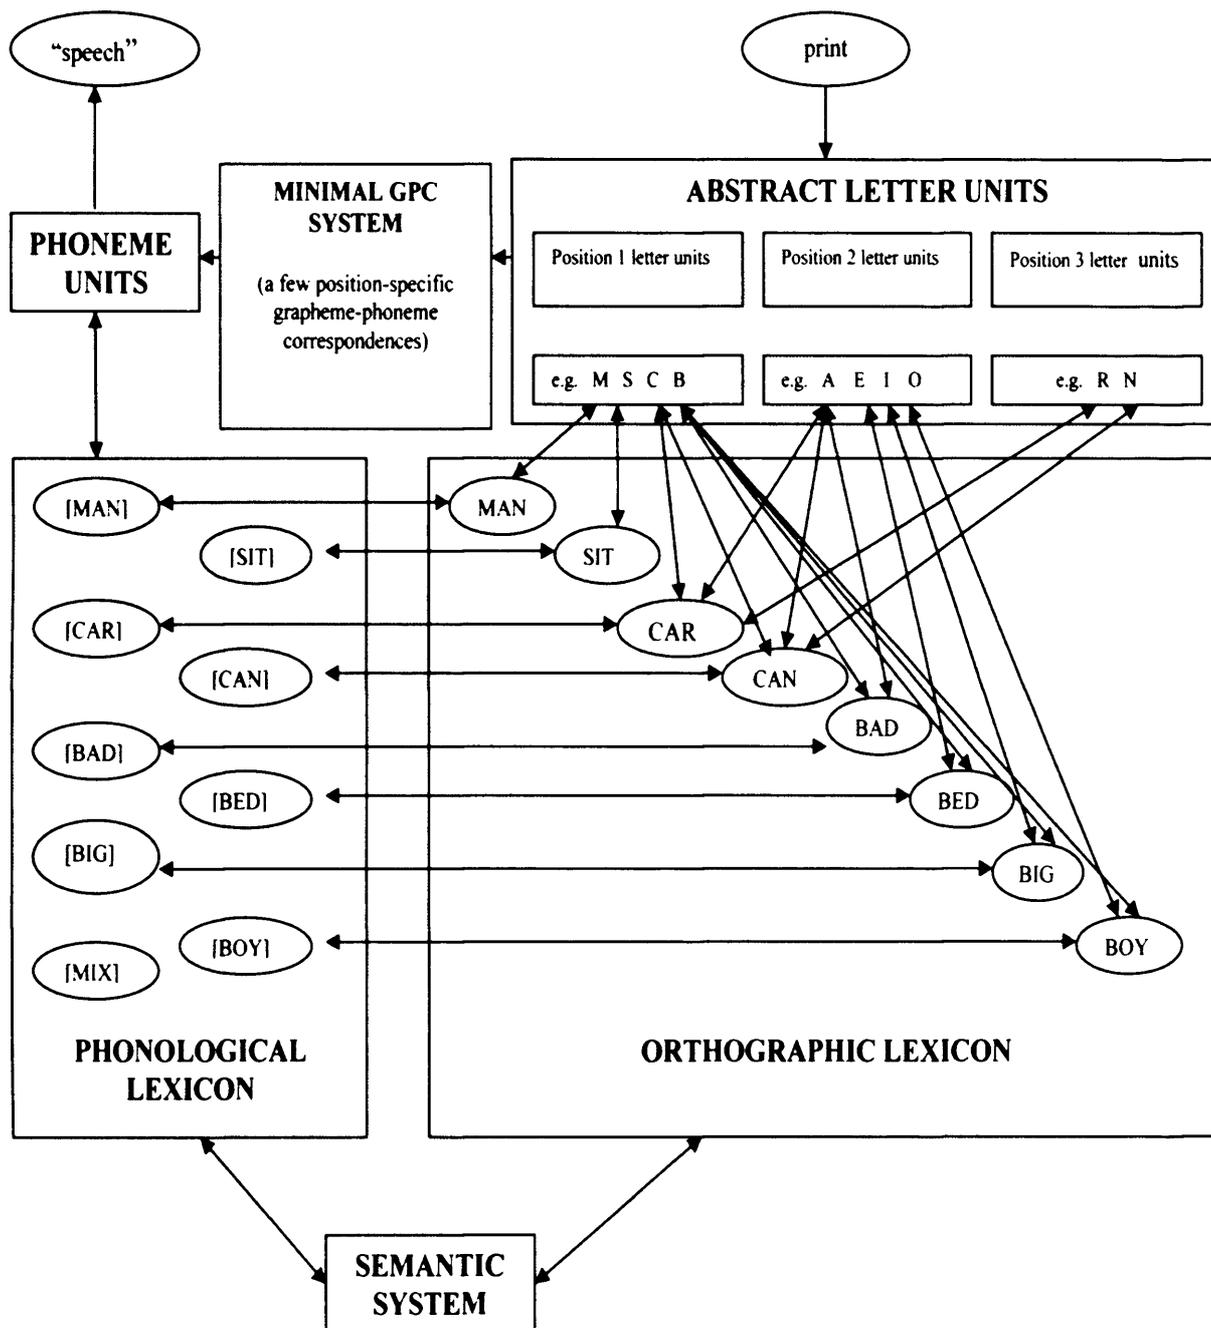 “speech”
print
ABSTRACT LETTER UNITS
Position 1 letter units
Position 2 letter units
Position 3 letter units
e.g. M S C B
e.g. A E I O
e.g. R N
MINIMAL GPC
SYSTEM
(a few position-specific
grapheme-phoneme
correspondences)
PHONEME
UNITS
[MAN]
[SIT]
[CAR]
[CAN]
[BAD]
[BED]
[BIG]
[BOY]
[MIX]
PHONOLOGICAL
LEXICON
MAN
SIT
CAR
CAN
BAD
BED
BIG
BOY
ORTHOGRAPHIC LEXICON
SEMANTIC
SYSTEM